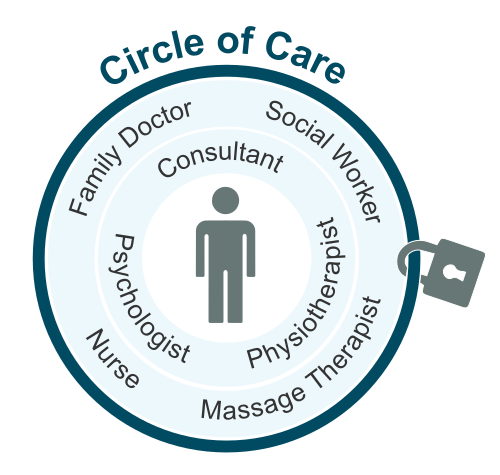 Circle of Care
Family Doctor
Social Worker
Consultant
Psychologist
Physiotherapist
Nurse
Massage Therapist